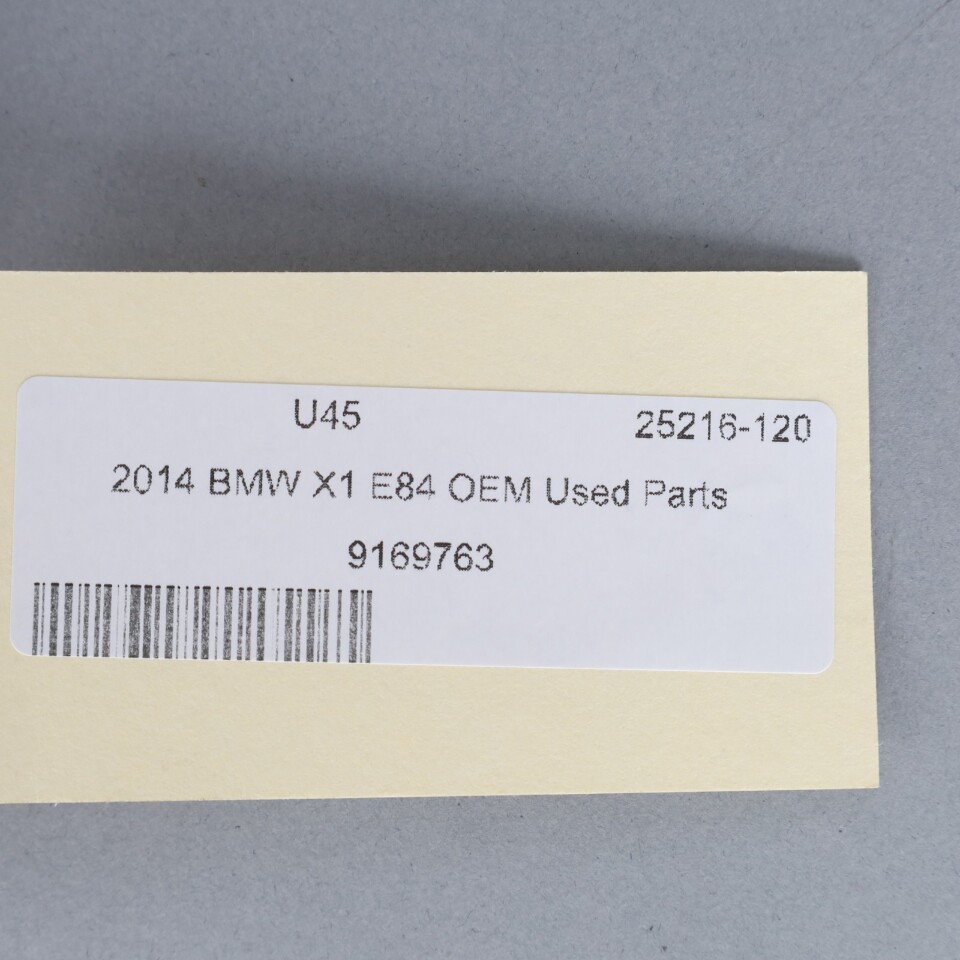 U45 25216-120
2014 BMW X1 E84 OEM Used Parts
9169763